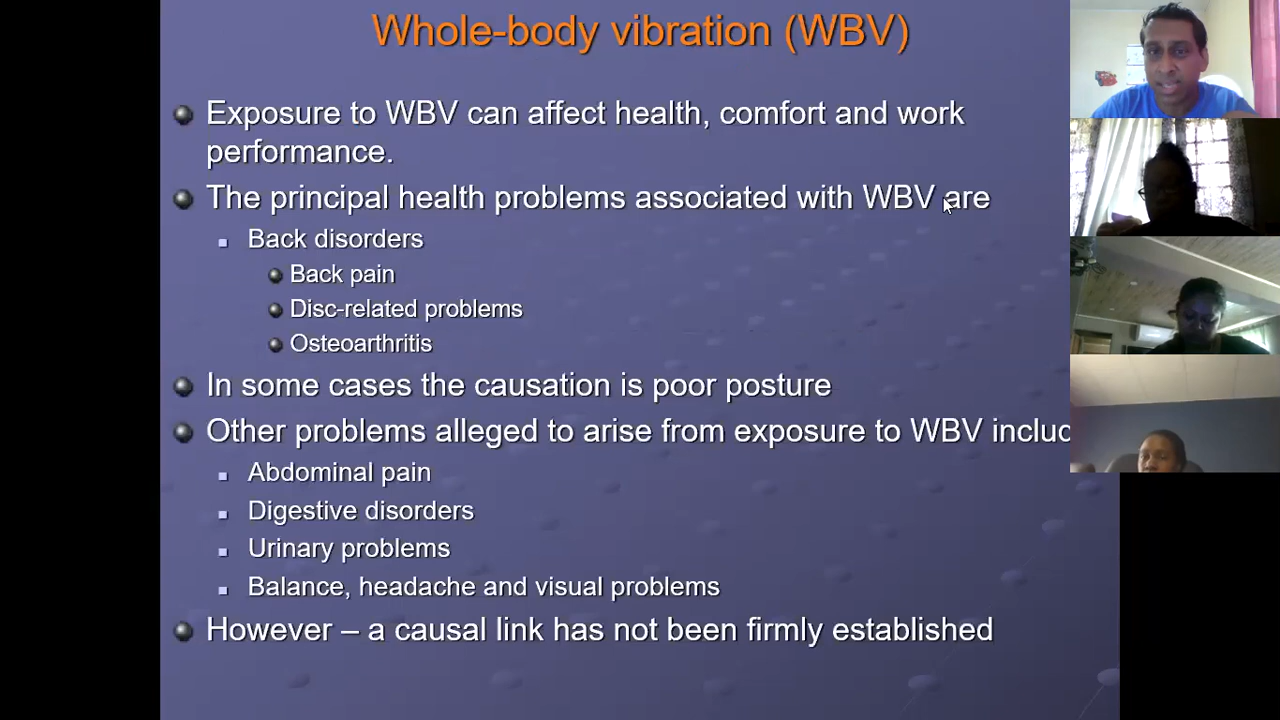 Whole-body vibration (WBV)
Exposure to WBV can affect health, comfort and work
performance.
The principal health problems associated with WBV are
Back disorders
Back pain
Disc-related problems
Osteoarthritis
In some cases the causation is poor posture
Other problems alleged to arise from exposure to WBV includ
Abdominal pain
Digestive disorders
Urinary problems
Balance, headache and visual problems
However – a causal link has not been firmly established